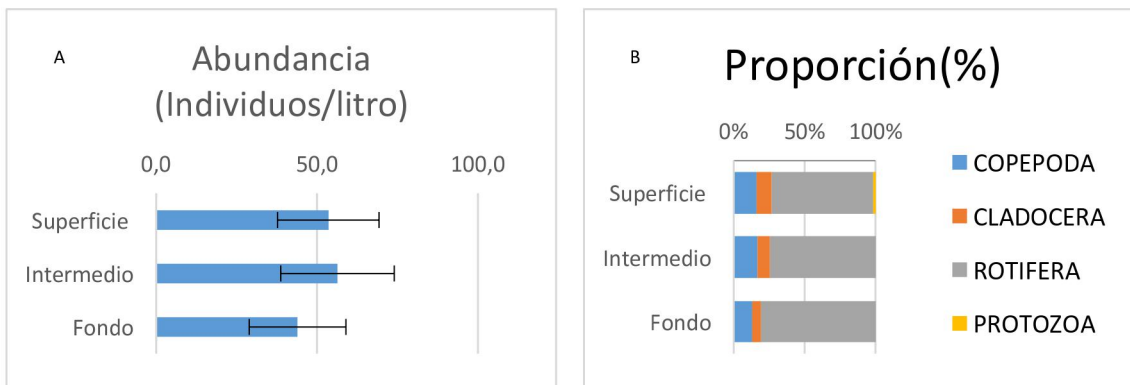 A
Abundancia
(Individuos/litro)
0,0 50,0 100,0
Superficie
Intermedio
Fondo
B
Proporción(%)
0% 50% 100%
Superficie
Intermedio
Fondo
COPEPODA
CLADOCERA
ROTIFERA
PROTOZOA